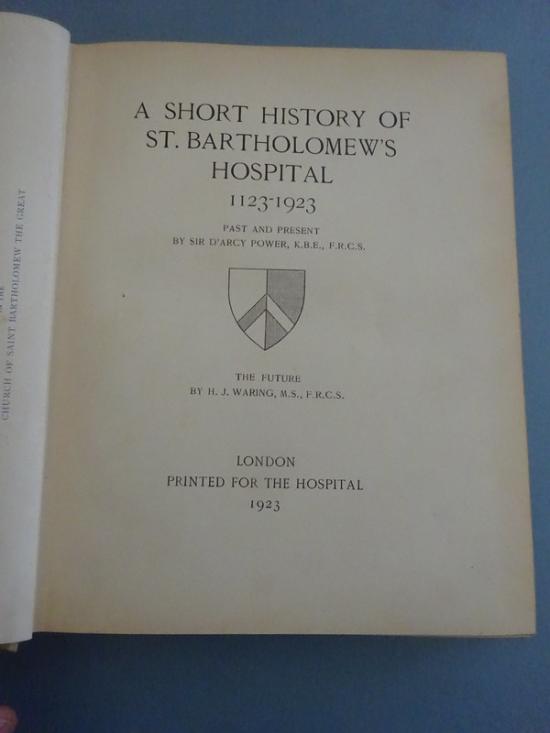 A SHORT HISTORY OF
ST. BARTHOLOMEW'S
HOSPITAL
1123-1923
PAST AND PRESENT
BY SIR D'ARCY POWER, K.B.E., F.R.C.S.
THE FUTURE
BY H. J. WARING, M.S., F.R.C.S.
LONDON
PRINTED FOR THE HOSPITAL
1923
THE
CHURCH OF SAINT BARTHOLOMEW THE GREAT